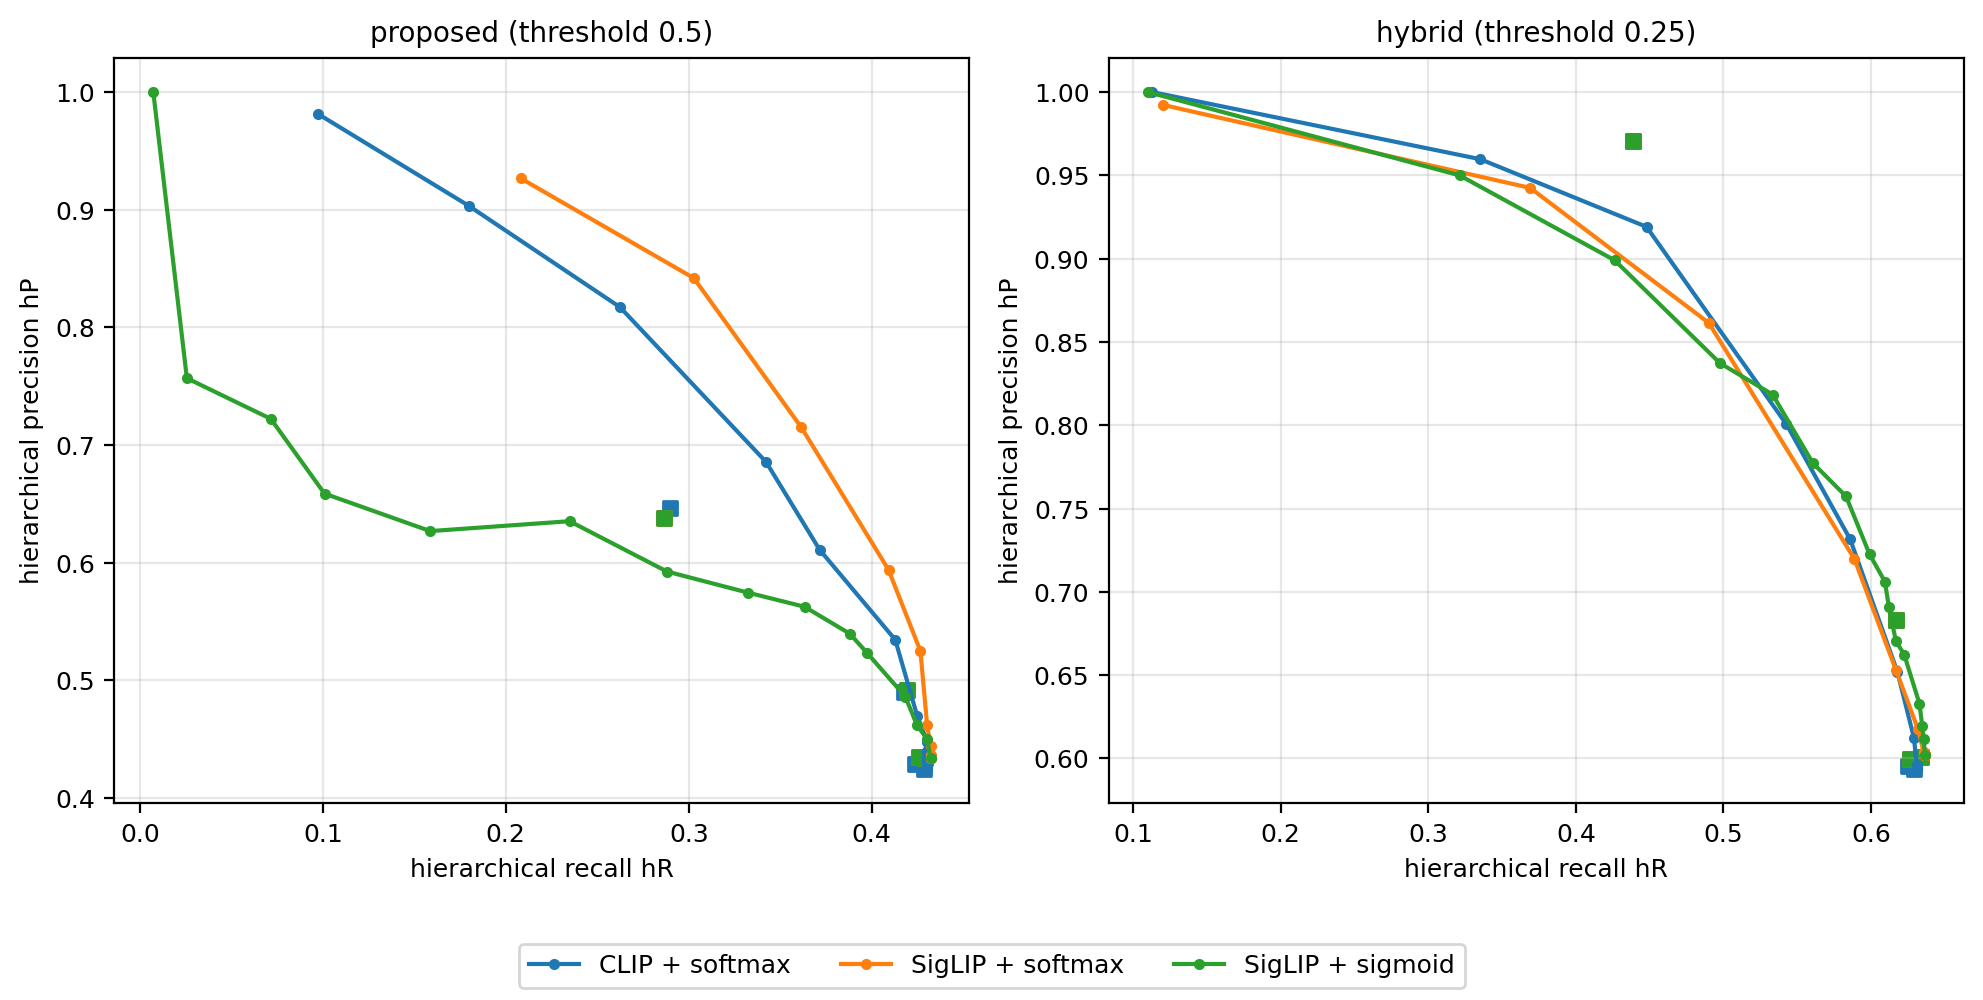 proposed (threshold 0.5)
hierarchical precision hP
1.0
0.9
0.8
0.7
0.6
0.5
0.4
0.0 0.1 0.2 0.3 0.4
hierarchical recall hR
hybrid (threshold 0.25)
hierarchical precision hP
1.00
0.95
0.90
0.85
0.80
0.75
0.70
0.65
0.60
0.1 0.2 0.3 0.4 0.5 0.6
hierarchical recall hR
CLIP + softmax SigLIP + softmax SigLIP + sigmoid